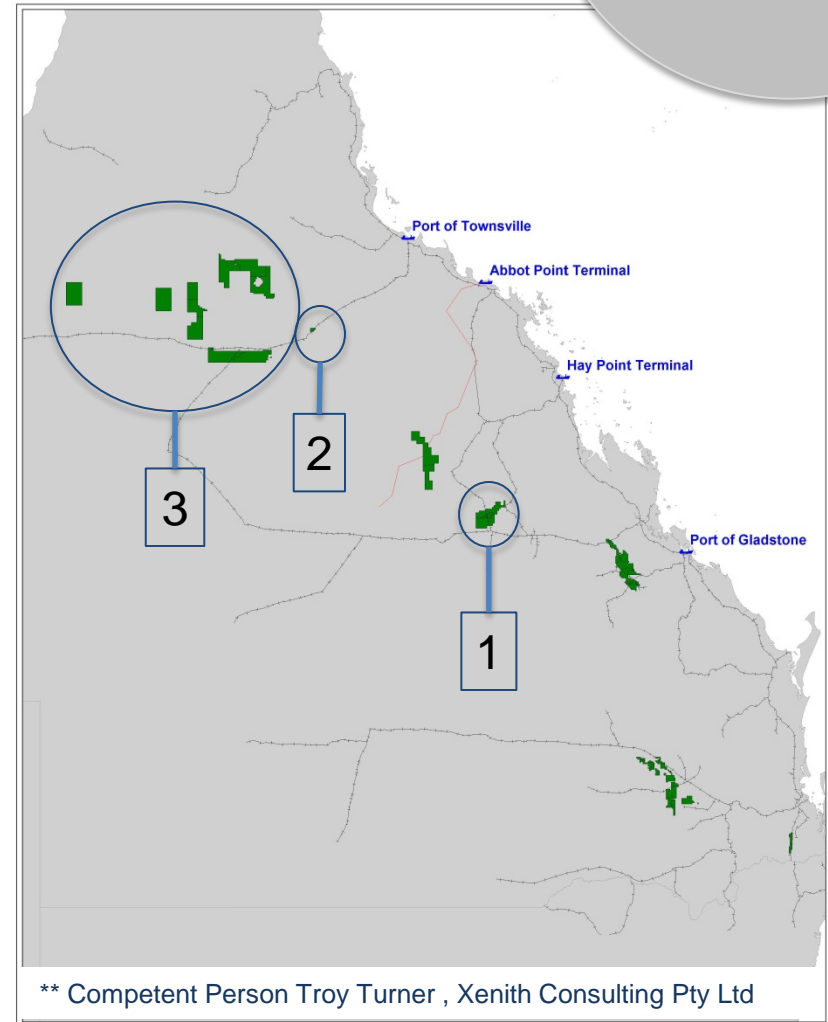 Port of Townsville
Abbot Point Terminal
Hay Point Terminal
2
3
Port of Gladstone
1
** Competent Person Troy Turner , Xenith Consulting Pty Ltd